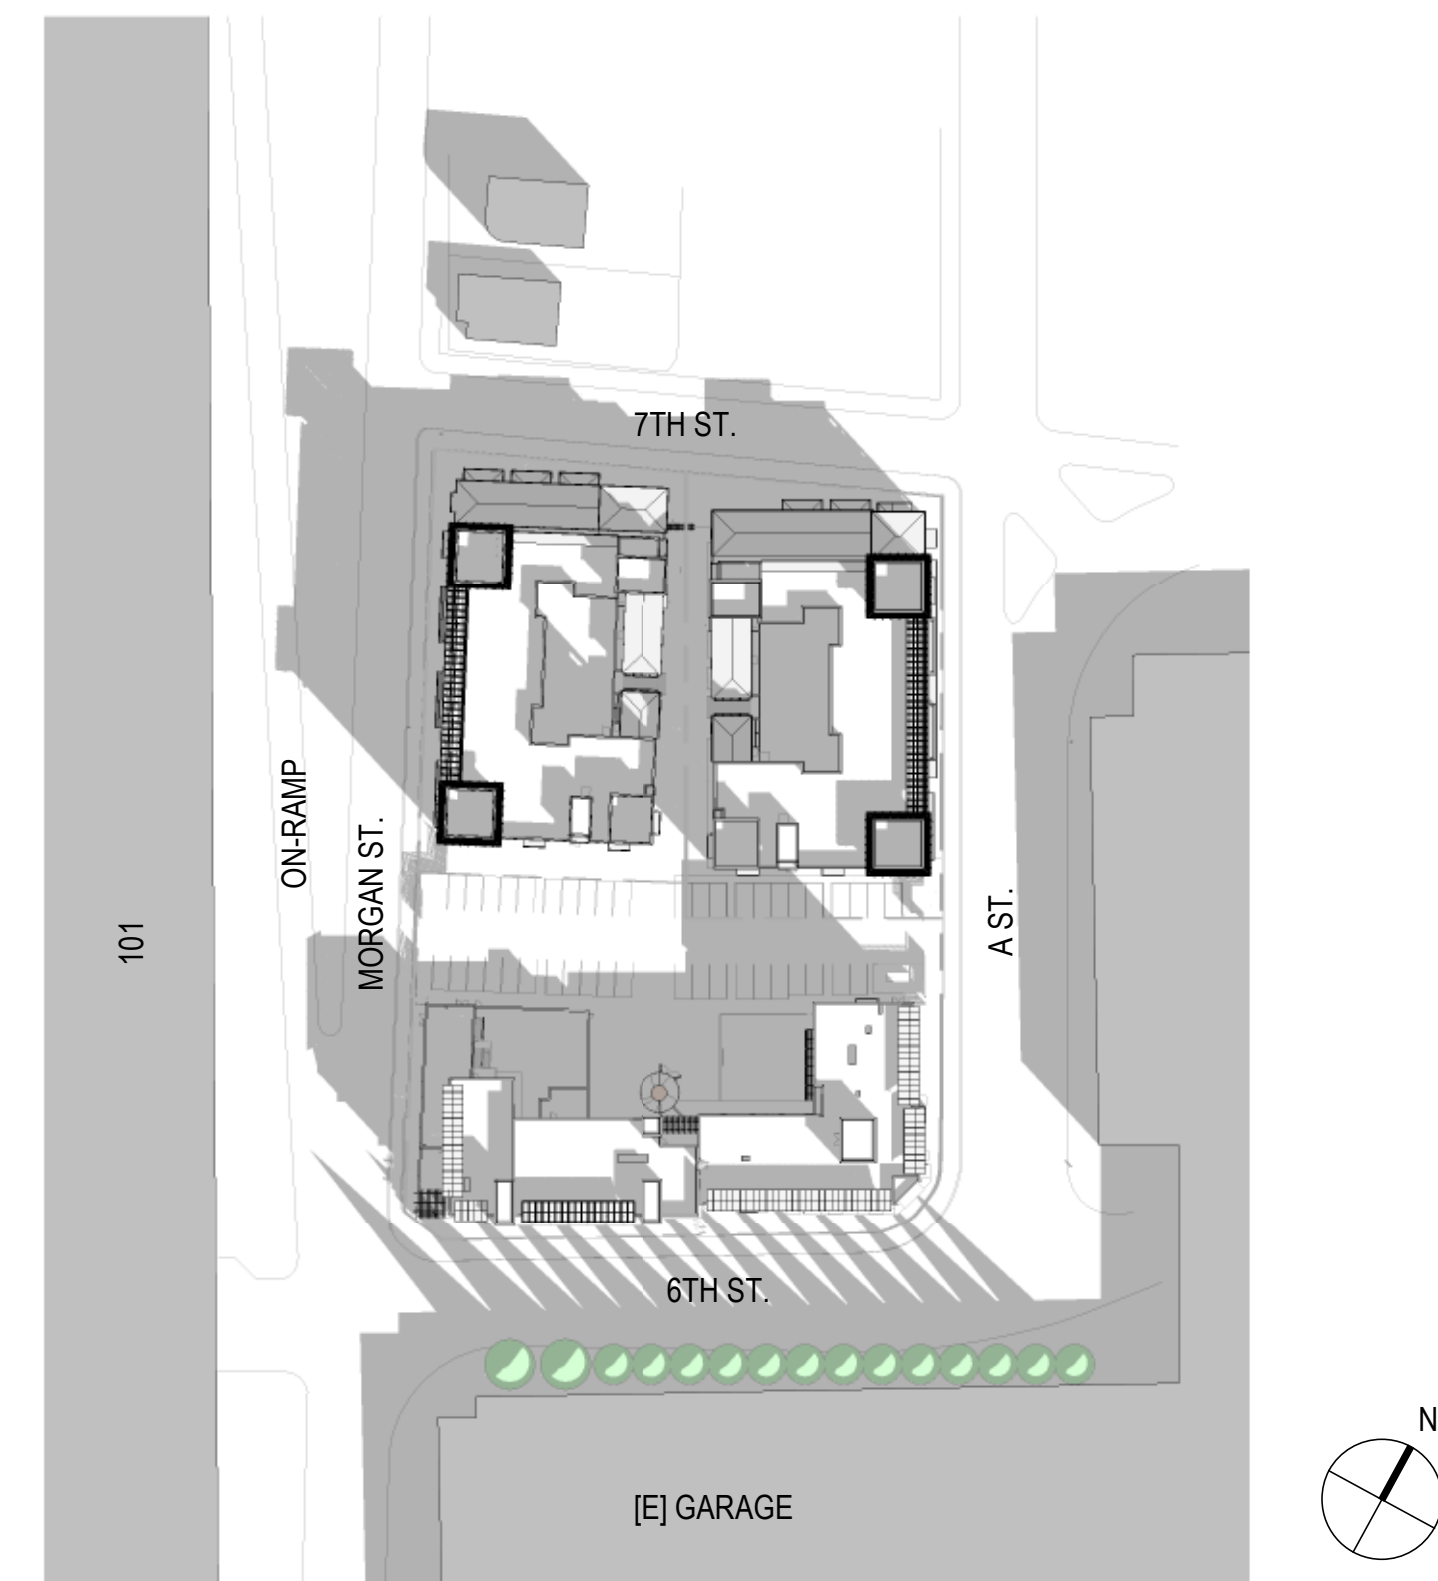 7TH ST.
ON-RAMP
MORGAN ST.
101
A ST.
6TH ST.
[E] GARAGE
N